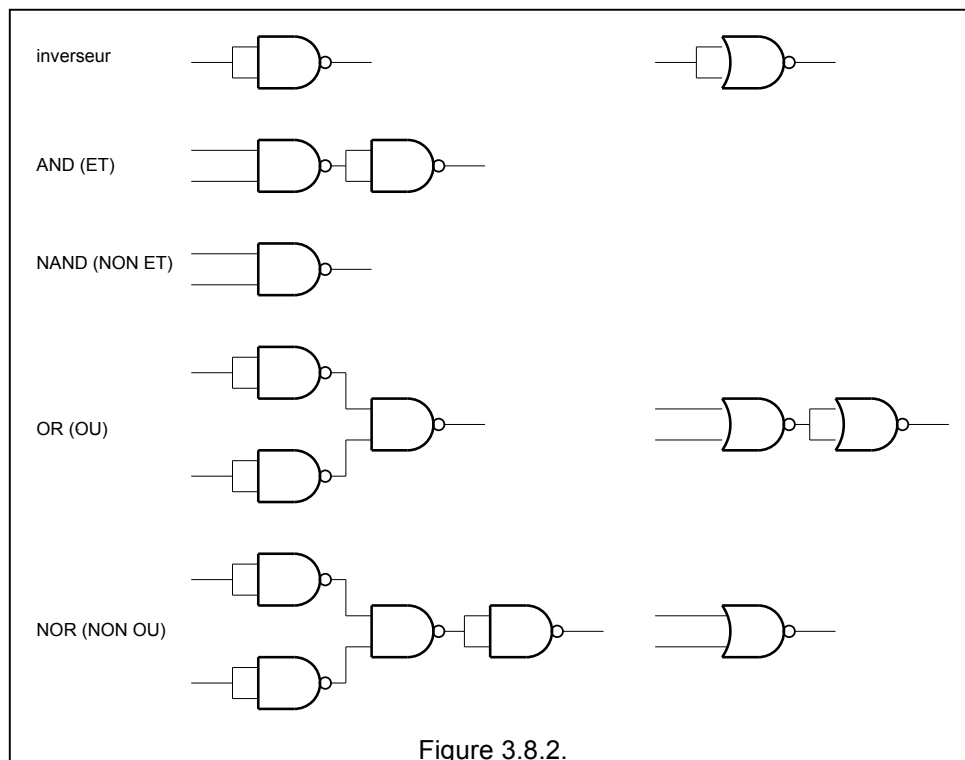 inverseur
AND (ET)
NAND (NON ET)
OR (OU)
NOR (NON OU)
Figure 3.8.2.